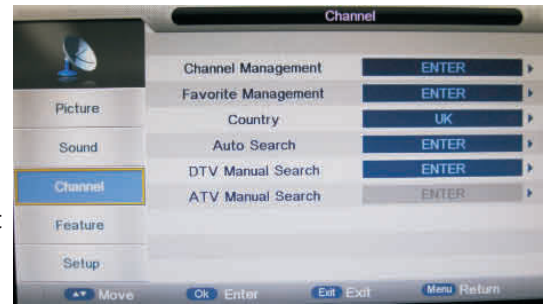 Channel
Channel Management ENTER
Favorite Management ENTER
Country UK
Auto Search ENTER
DTV Manual Search ENTER
ATV Manual Search ENTER
Picture
Sound
Channel
Feature
Setup
Move Ok Enter Exit Exit Menu Return